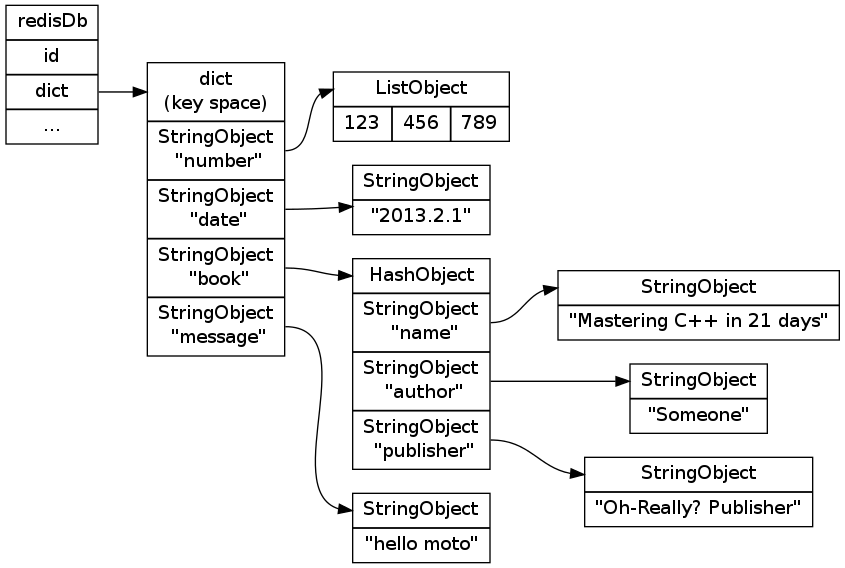 redisDb
id
dict
...
dict
(key space)
StringObject
"number"
StringObject
"date"
StringObject
"book"
StringObject
"message"
ListObject
123 456 789
StringObject
"2013.2.1"
HashObject
StringObject
"name"
StringObject
"author"
StringObject
"publisher"
StringObject
"Mastering C++ in 21 days"
StringObject
"Someone"
StringObject
"Oh-Really? Publisher"
StringObject
"hello moto"